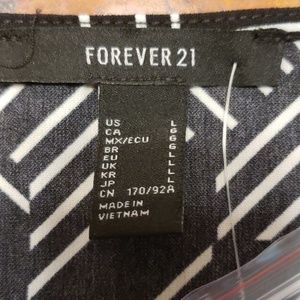 FOREVER 21
US L
CA G
MX/ECU G
BR G
EU L
UK L
KR L
JP L
CN 170/92A
MADE IN
VIETNAM